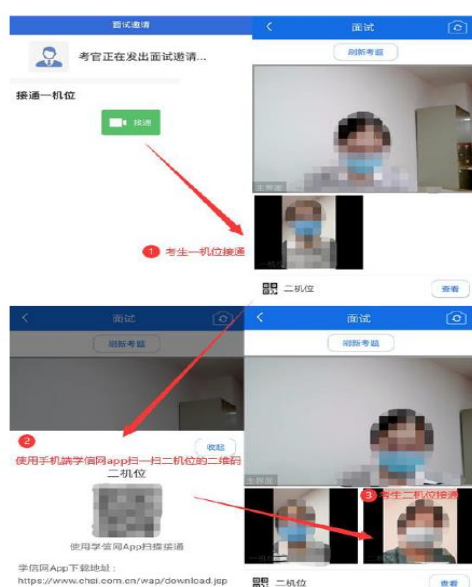 面试邀请
考官正在发出面试邀请...
接通一机位
接通
1 考生一机位接通
面试
刷新考题
主界面
一机位
二机位
查看
面试
刷新考题
2
收起
使用手机端学信网app扫一扫二机位的二维码
二机位
使用学信网App扫描接通
学信网App下载地址：
https://www.chsi.com.cn/wap/download.jsp
面试
刷新考题
主界面
3 考生二机位接通
二机位
查看